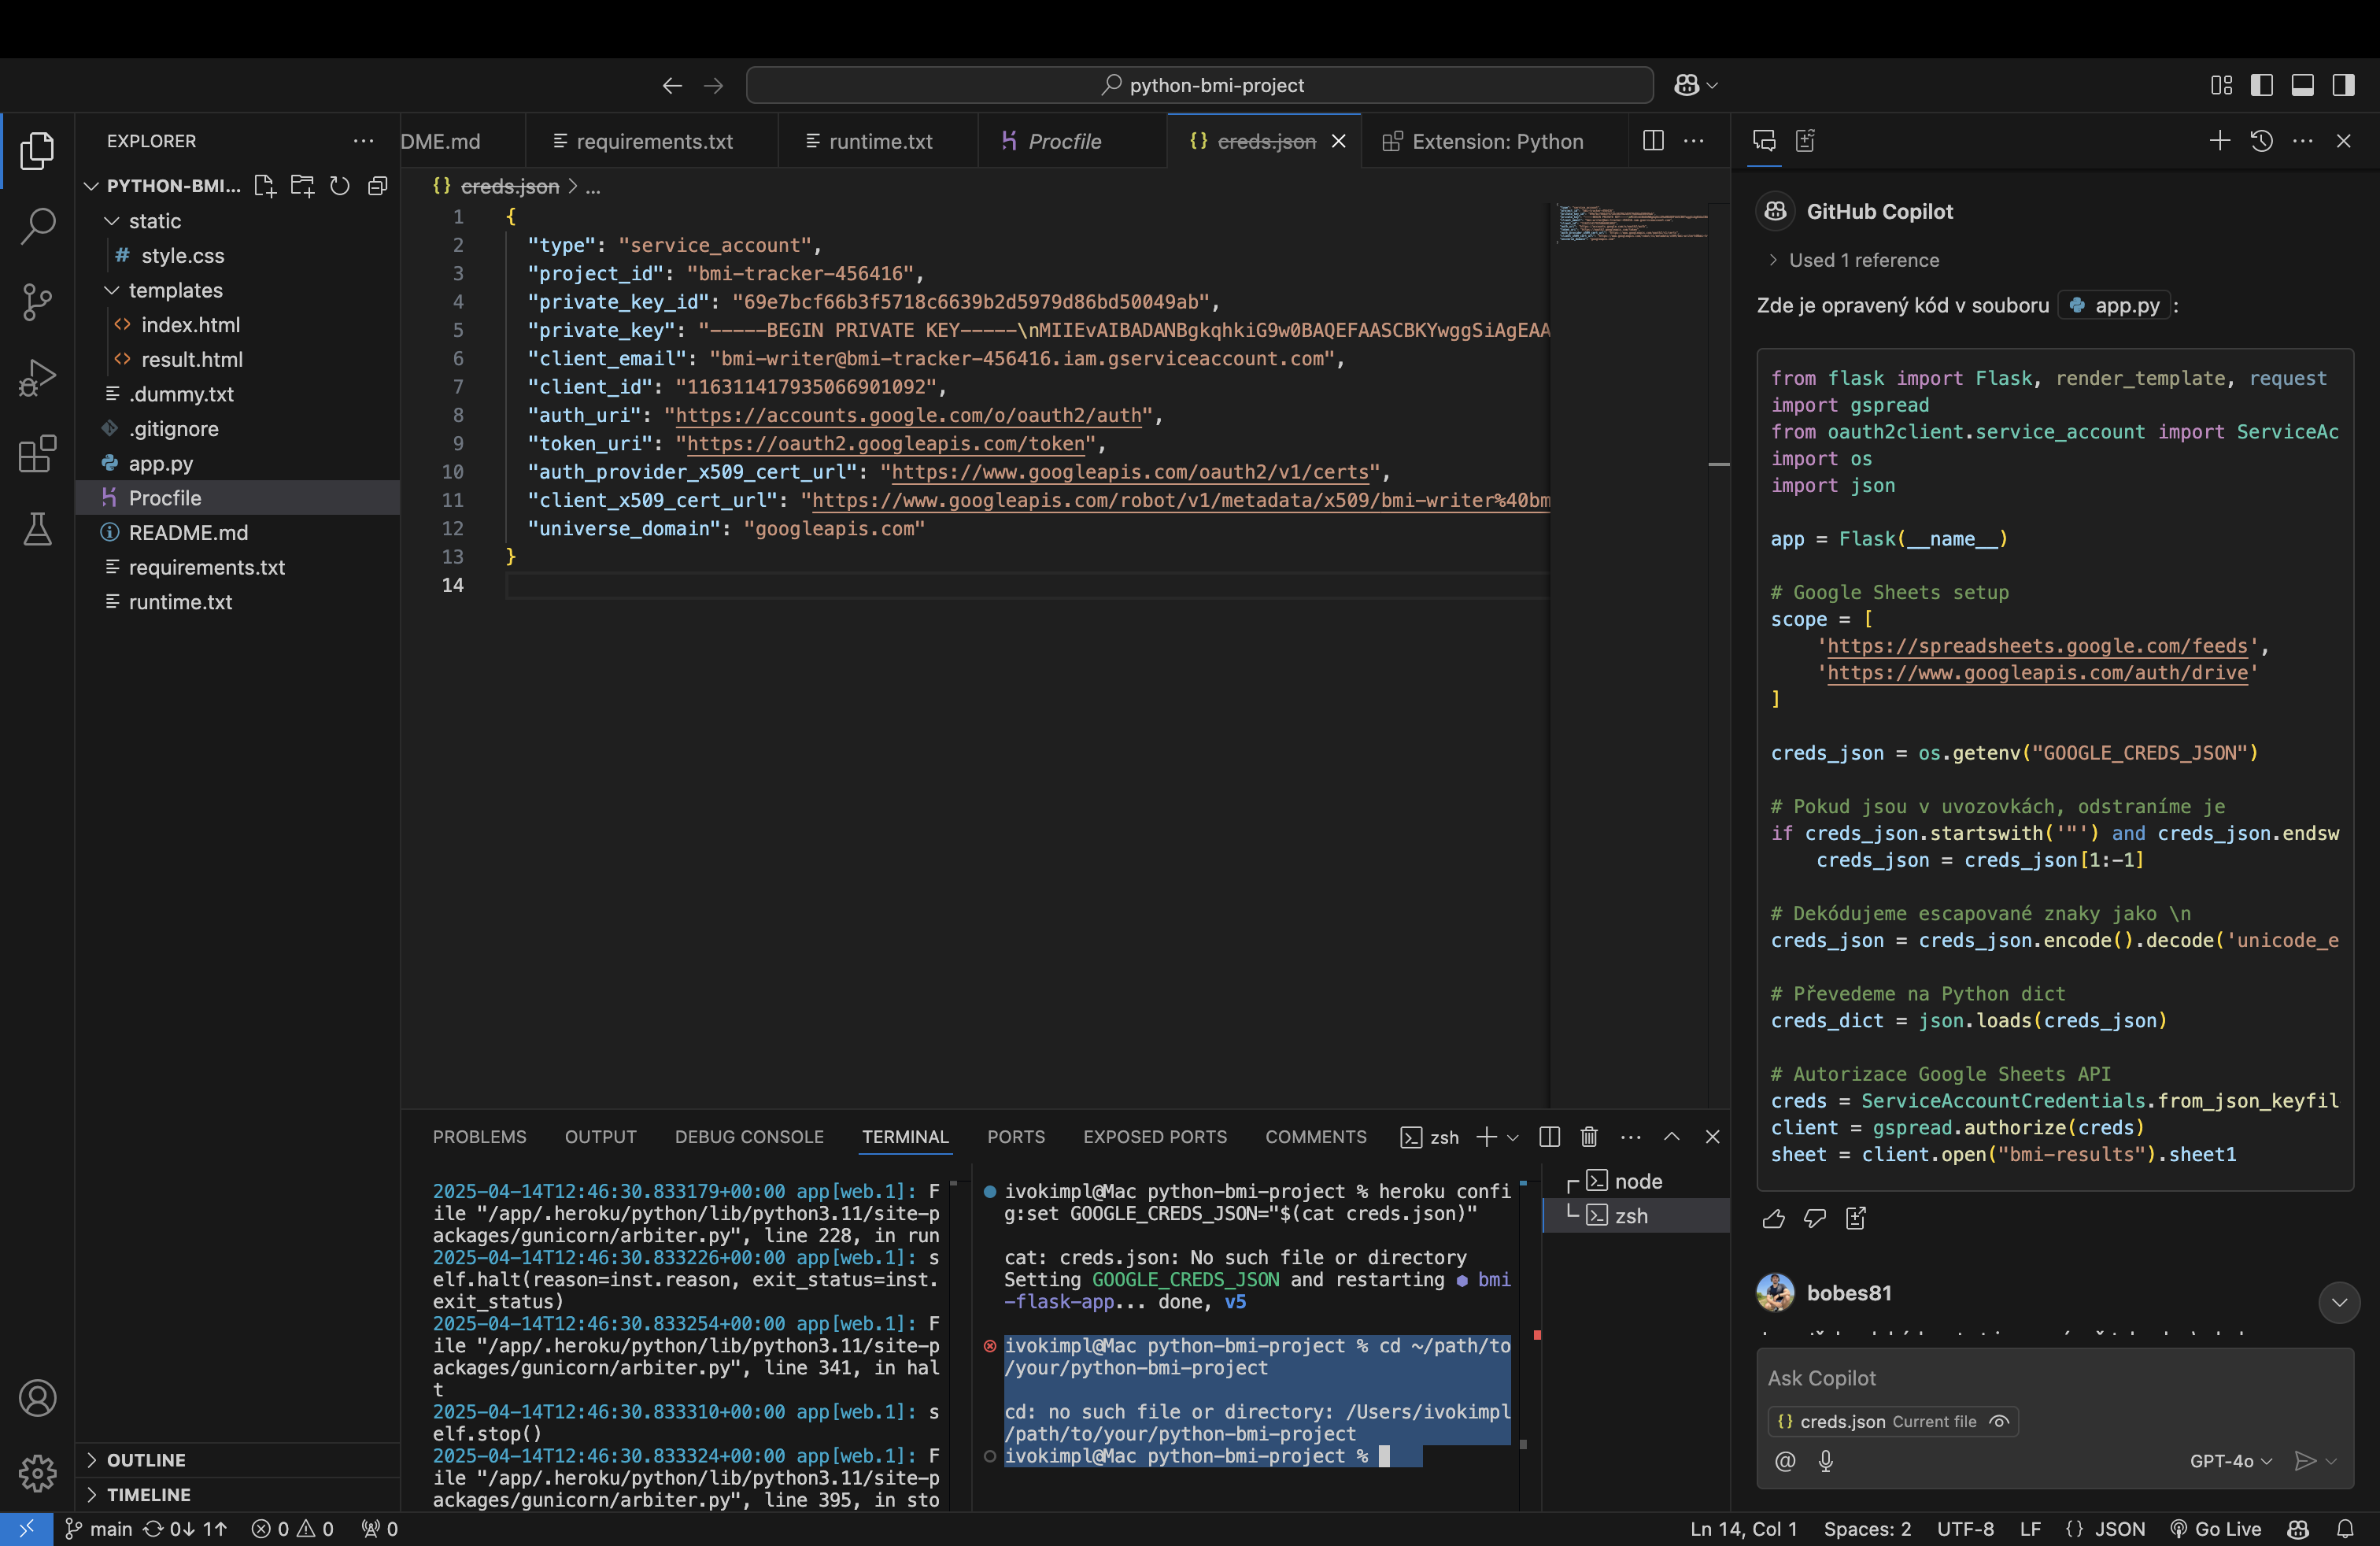 python-bmi-project
EXPLORER
PYTHON-BMI...
static
# style.css
templates
<> index.html
<> result.html
.dummy.txt
.gitignore
app.py
Procfile
README.md
requirements.txt
runtime.txt
OUTLINE
TIMELINE
DME.md
requirements.txt
runtime.txt
Procfile
{} creds.json
Extension: Python
{} creds.json > ...
1 {
2 "type": "service_account",
3 "project_id": "bmi-tracker-456416",
4 "private_key_id": "69e7bcf66b3f5718c6639b2d5979d86bd50049ab",
5 "private_key": "-----BEGIN PRIVATE KEY-----\nMIIEvAIBADANBgkqhkiG9w0BAQEFAASCBKYwggSiAgEAA
6 "client_email": "bmi-writer@bmi-tracker-456416.iam.gserviceaccount.com",
7 "client_id": "116311417935066901092",
8 "auth_uri": "https://accounts.google.com/o/oauth2/auth",
9 "token_uri": "https://oauth2.googleapis.com/token",
10 "auth_provider_x509_cert_url": "https://www.googleapis.com/oauth2/v1/certs",
11 "client_x509_cert_url": "https://www.googleapis.com/robot/v1/metadata/x509/bmi-writer%40bm
12 "universe_domain": "googleapis.com"
13 }
14
PROBLEMS
OUTPUT
DEBUG CONSOLE
TERMINAL
PORTS
EXPOSED PORTS
COMMENTS
zsh
2025-04-14T12:46:30.833179+00:00 app[web.1]: F
ile "/app/.heroku/python/lib/python3.11/site-p
ackages/gunicorn/arbiter.py", line 228, in run
2025-04-14T12:46:30.833226+00:00 app[web.1]: s
elf.halt(reason=inst.reason, exit_status=inst.
exit_status)
2025-04-14T12:46:30.833254+00:00 app[web.1]: F
ile "/app/.heroku/python/lib/python3.11/site-p
ackages/gunicorn/arbiter.py", line 341, in hal
t
2025-04-14T12:46:30.833310+00:00 app[web.1]: s
elf.stop()
2025-04-14T12:46:30.833324+00:00 app[web.1]: F
ile "/app/.heroku/python/lib/python3.11/site-p
ackages/gunicorn/arbiter.py", line 395, in sto
ivokimpl@Mac python-bmi-project % heroku confi
g:set GOOGLE_CREDS_JSON="$(cat creds.json)"
cat: creds.json: No such file or directory
Setting GOOGLE_CREDS_JSON and restarting ⬢ bmi
-flask-app... done, v5
ivokimpl@Mac python-bmi-project % cd ~/path/to
/your/python-bmi-project
cd: no such file or directory: /Users/ivokimpl
/path/to/your/python-bmi-project
ivokimpl@Mac python-bmi-project %
node
zsh
GitHub Copilot
> Used 1 reference
Zde je opravený kód v souboru app.py :
from flask import Flask, render_template, request
import gspread
from oauth2client.service_account import ServiceAc
import os
import json
app = Flask(__name__)
# Google Sheets setup
scope = [
'https://spreadsheets.google.com/feeds',
'https://www.googleapis.com/auth/drive'
]
creds_json = os.getenv("GOOGLE_CREDS_JSON")
# Pokud jsou v uvozovkách, odstraníme je
if creds_json.startswith('"') and creds_json.endsw
creds_json = creds_json[1:-1]
# Dekódujeme escapované znaky jako \n
creds_json = creds_json.encode().decode('unicode_e
# Převedeme na Python dict
creds_dict = json.loads(creds_json)
# Autorizace Google Sheets API
creds = ServiceAccountCredentials.from_json_keyfil
client = gspread.authorize(creds)
sheet = client.open("bmi-results").sheet1
bobes81
Ask Copilot
{} creds.json Current file
@
GPT-4o
main 0↓ 1↑
0 0
0
Ln 14, Col 1
Spaces: 2
UTF-8
LF
{} JSON
Go Live